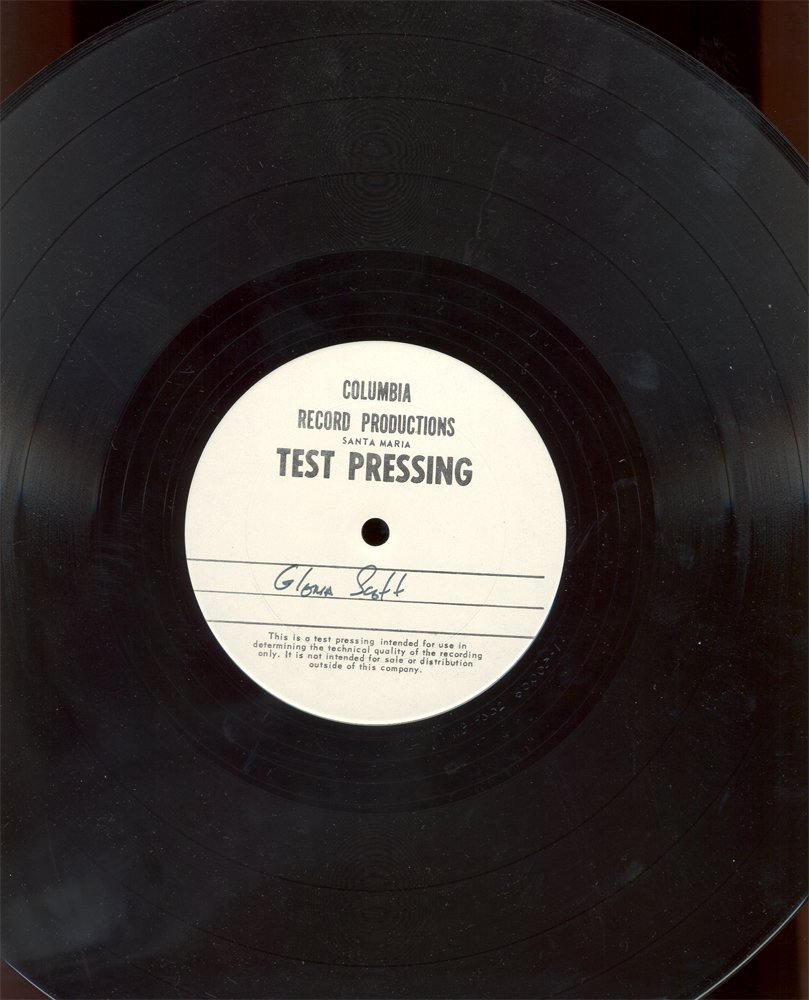 COLUMBIA
RECORD PRODUCTIONS
SANTA MARIA
TEST PRESSING
Gloria Scott
This is a test pressing intended for use in
determining the technical quality of the recording
only. It is not intended for sale or distribution
outside of this company.